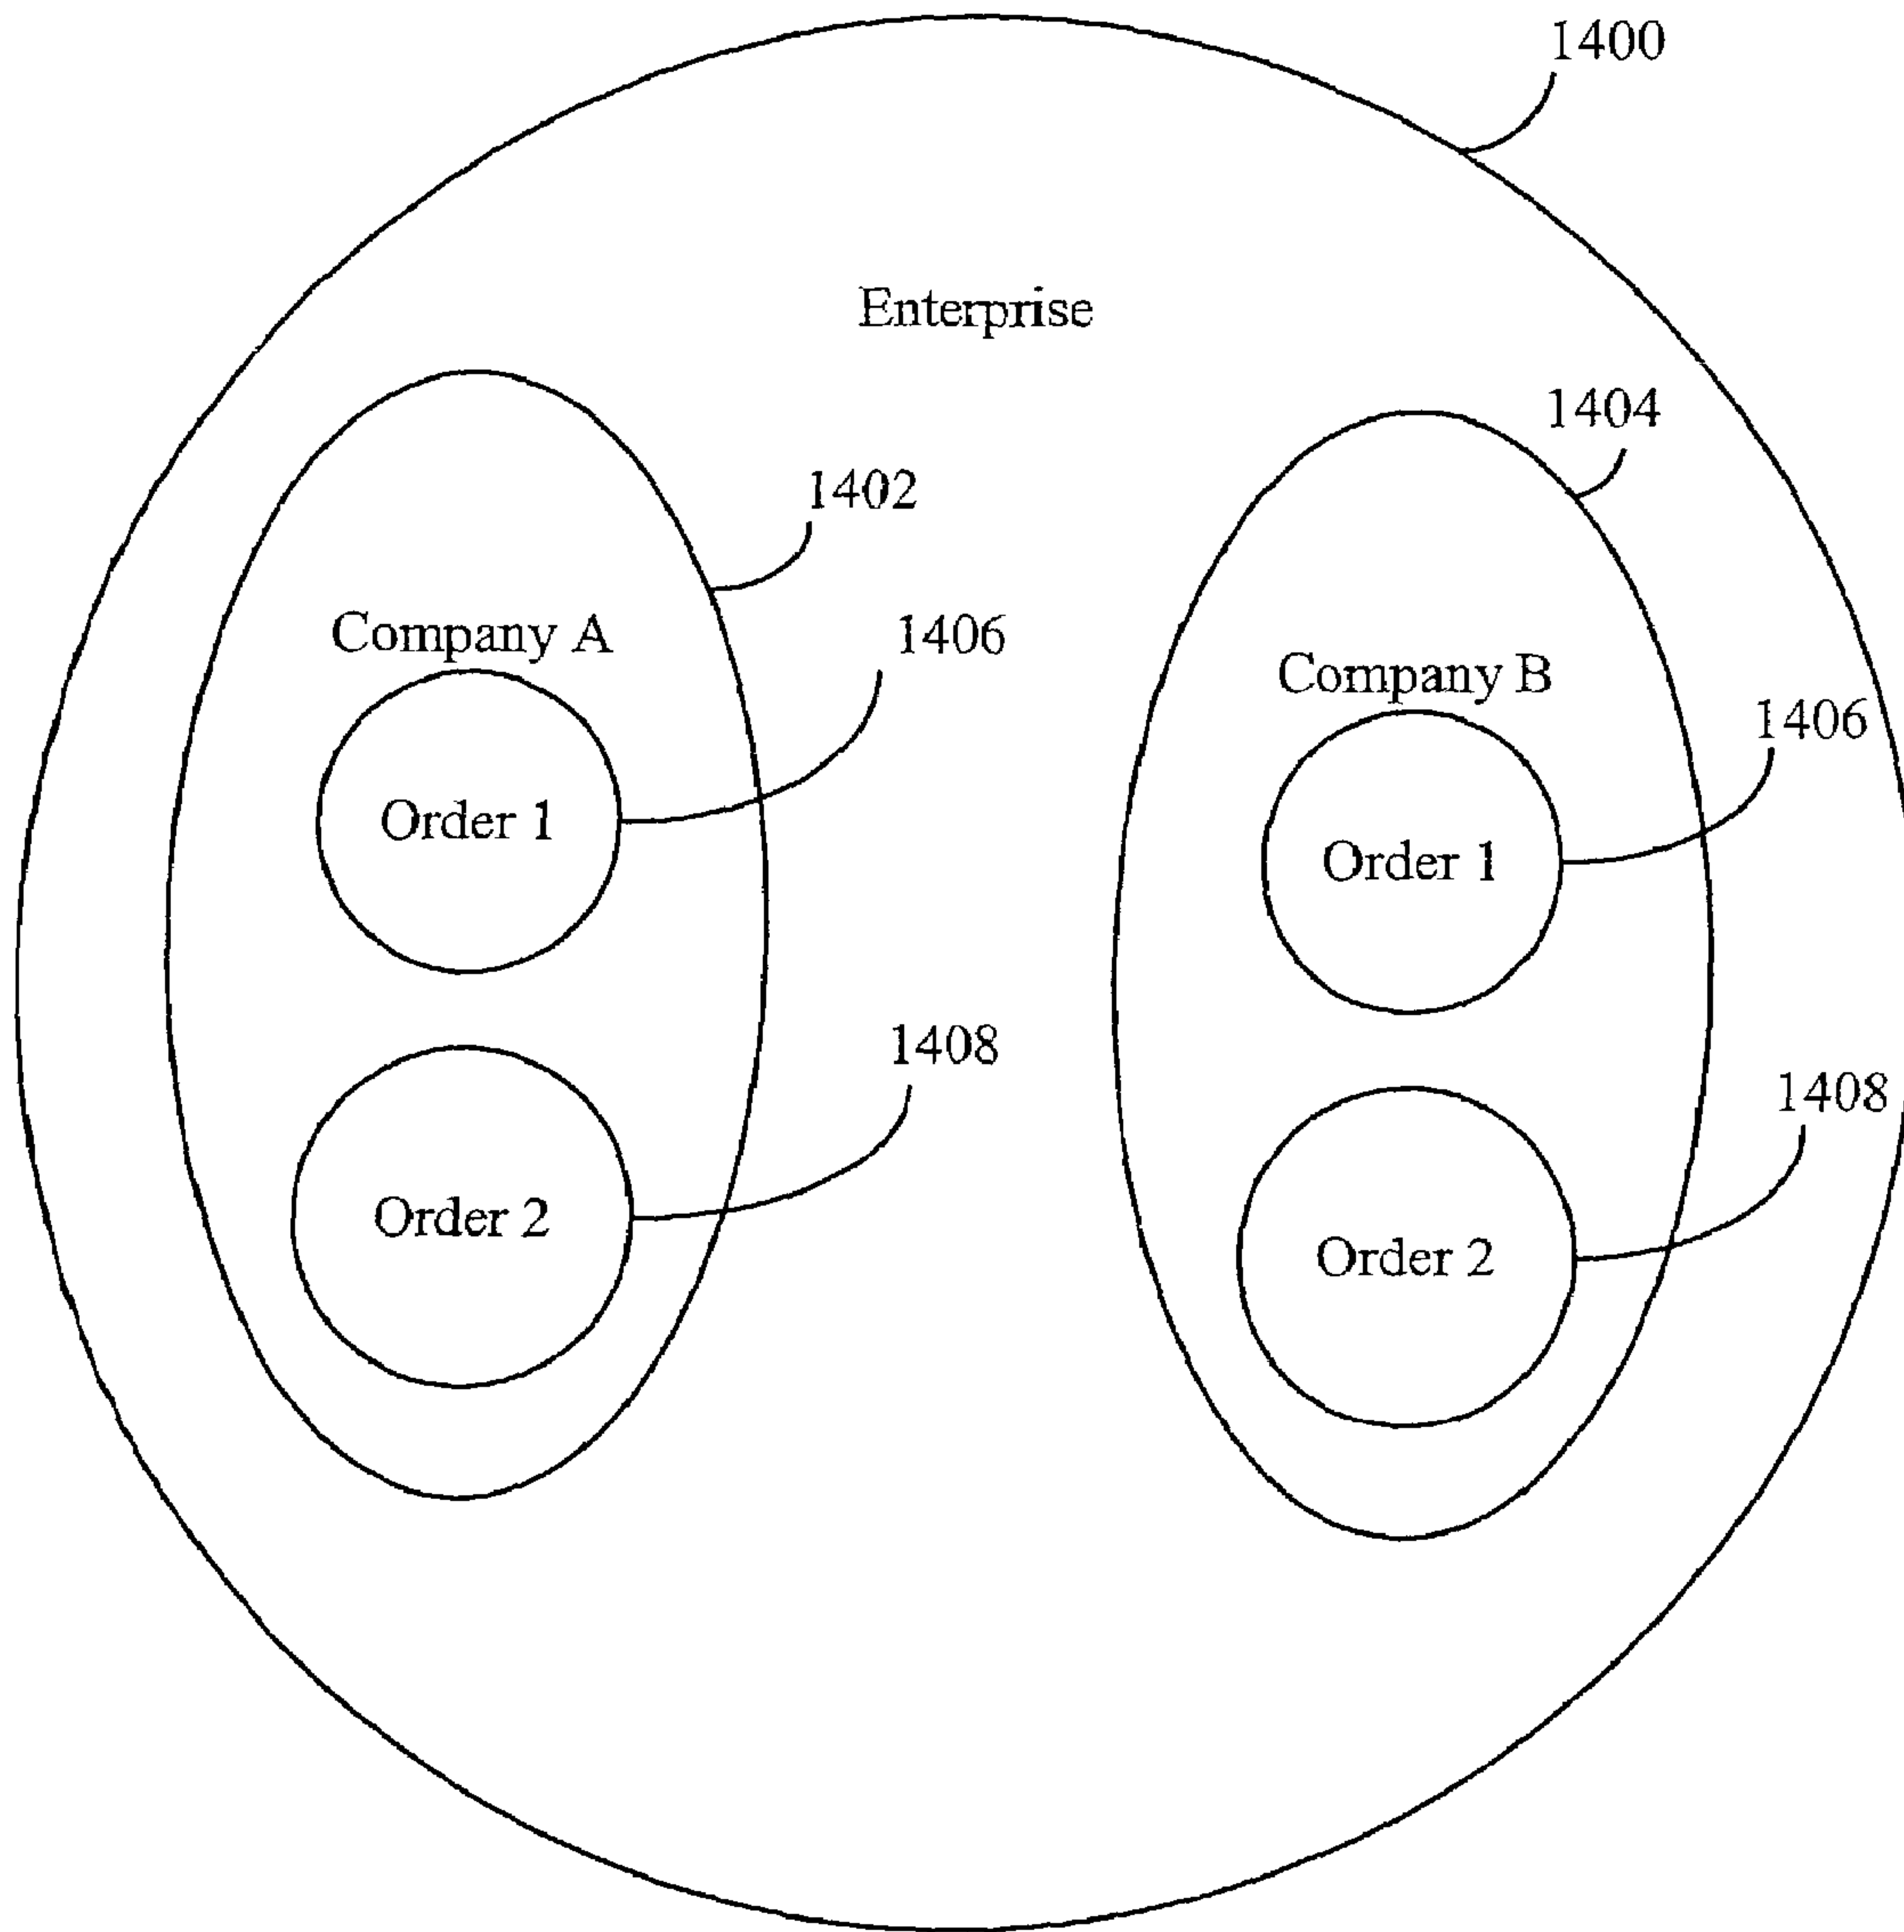 1400
Enterprise
1404
1402
Company A
1406
Company B
1406
Order 1
Order 1
1408
1408
Order 2
Order 2